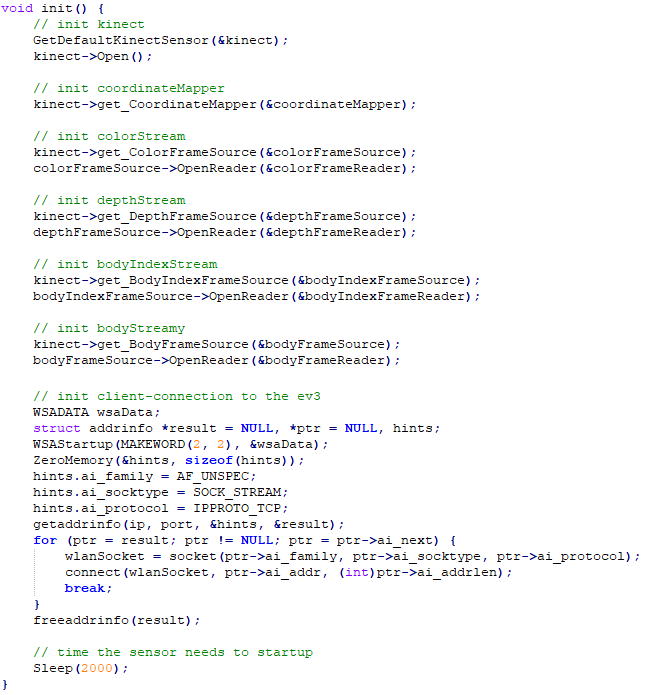 void init() {
    // init kinect
    GetDefaultKinectSensor(&kinect);
    kinect->Open();

    // init coordinateMapper
    kinect->get_CoordinateMapper(&coordinateMapper);

    // init colorStream
    kinect->get_ColorFrameSource(&colorFrameSource);
    colorFrameSource->OpenReader(&colorFrameReader);

    // init depthStream
    kinect->get_DepthFrameSource(&depthFrameSource);
    depthFrameSource->OpenReader(&depthFrameReader);

    // init bodyIndexStream
    kinect->get_BodyIndexFrameSource(&bodyIndexFrameSource);
    bodyIndexFrameSource->OpenReader(&bodyIndexFrameReader);

    // init bodyStreamy
    kinect->get_BodyFrameSource(&bodyFrameSource);
    bodyFrameSource->OpenReader(&bodyFrameReader);

    // init client-connection to the ev3
    WSADATA wsaData;
    struct addrinfo *result = NULL, *ptr = NULL, hints;
    WSAStartup(MAKEWORD(2, 2), &wsaData);
    ZeroMemory(&hints, sizeof(hints));
    hints.ai_family = AF_UNSPEC;
    hints.ai_socktype = SOCK_STREAM;
    hints.ai_protocol = IPPROTO_TCP;
    getaddrinfo(ip, port, &hints, &result);
    for (ptr = result; ptr != NULL; ptr = ptr->ai_next) {
        wlanSocket = socket(ptr->ai_family, ptr->ai_socktype, ptr->ai_protocol);
        connect(wlanSocket, ptr->ai_addr, (int)ptr->ai_addrlen);
        break;
    }
    freeaddrinfo(result);

    // time the sensor needs to startup
    Sleep(2000);
}